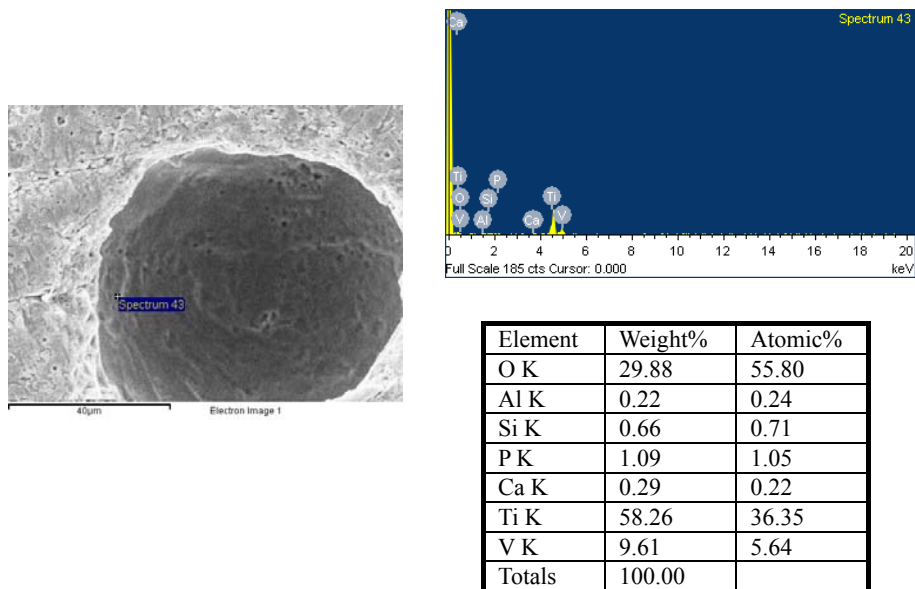 Spectrum 43
Ca
Ti
P
O
Si
Ti
V
Al
Ca
V
0 2 4 6 8 10 12 14 16 18 20
Full Scale 185 cts Cursor: 0.000 keV
Spectrum 43
40µm Electron Image 1
Element Weight% Atomic%
O K 29.88 55.80
Al K 0.22 0.24
Si K 0.66 0.71
P K 1.09 1.05
Ca K 0.29 0.22
Ti K 58.26 36.35
V K 9.61 5.64
Totals 100.00